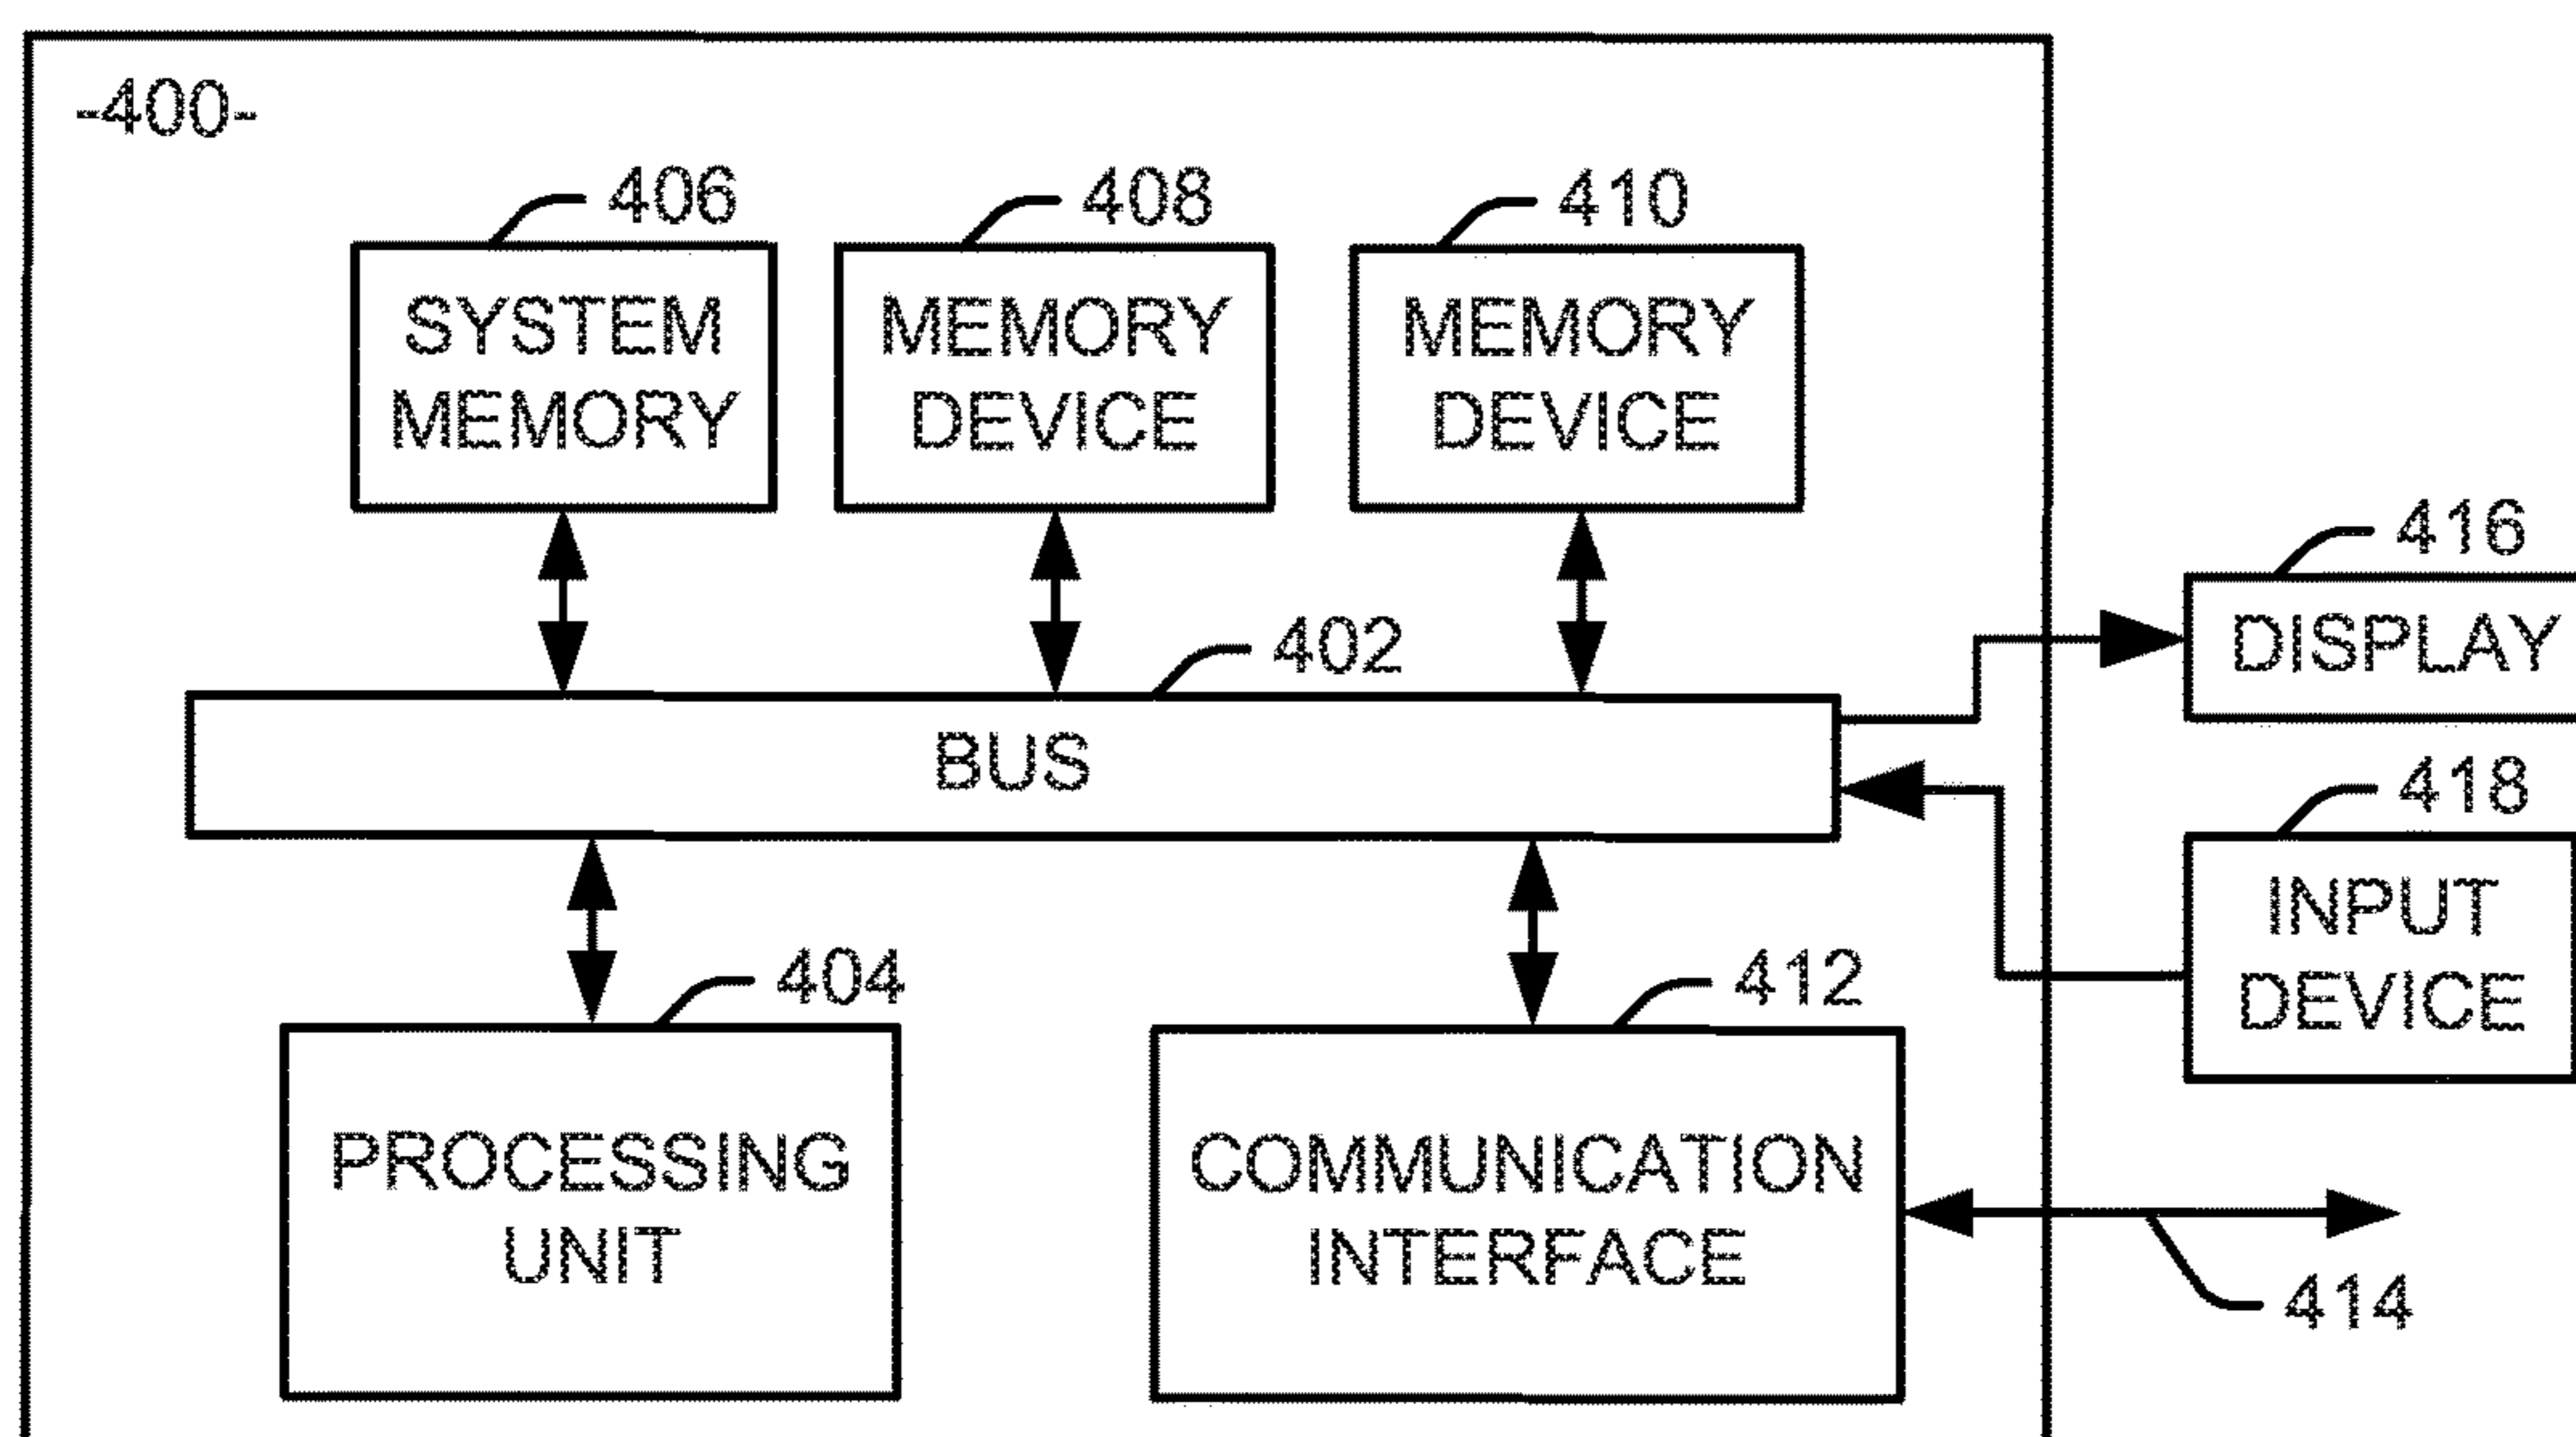 -400-
406
408
410
SYSTEM
MEMORY
MEMORY
DEVICE
MEMORY
DEVICE
416
DISPLAY
402
BUS
418
INPUT
DEVICE
404
412
PROCESSING
UNIT
COMMUNICATION
INTERFACE
414